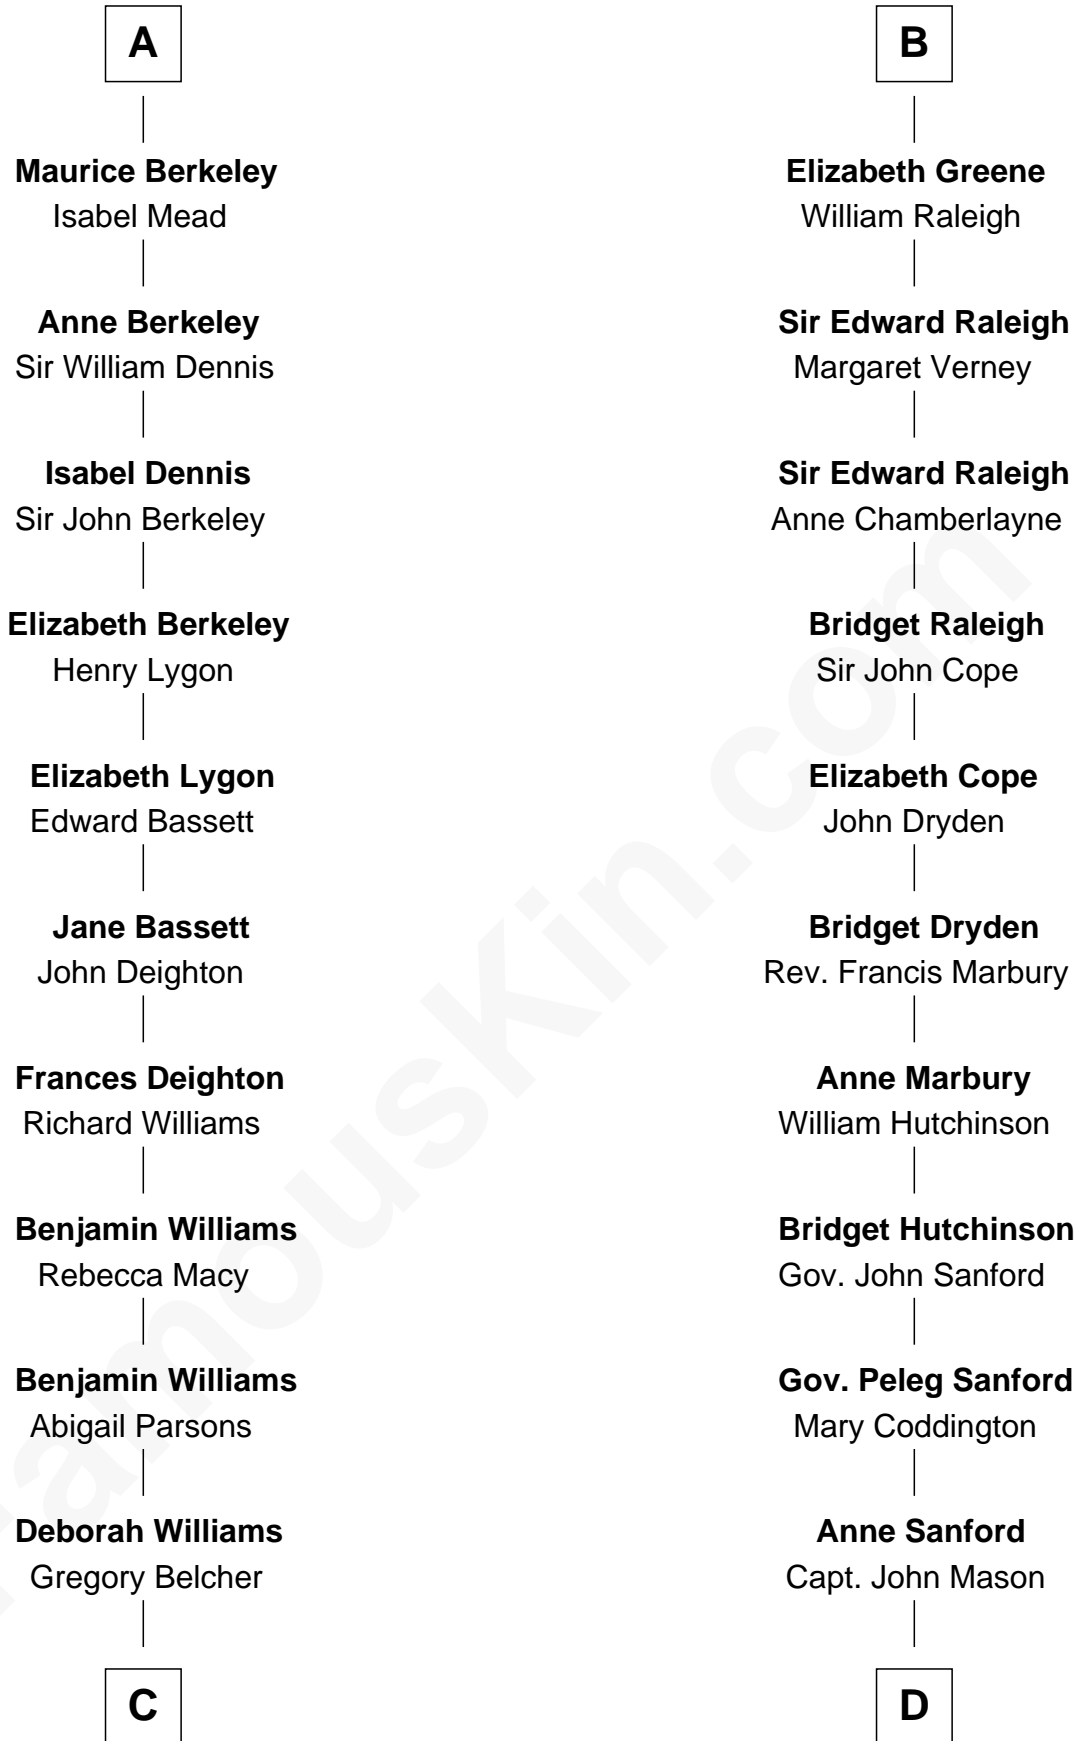 A
Maurice Berkeley
Isabel Mead
Anne Berkeley
Sir William Dennis
Isabel Dennis
Sir John Berkeley
Elizabeth Berkeley
Henry Lygon
Elizabeth Lygon
Edward Bassett
Jane Bassett
John Deighton
Frances Deighton
Richard Williams
Benjamin Williams
Rebecca Macy
Benjamin Williams
Abigail Parsons
Deborah Williams
Gregory Belcher
C
B
Elizabeth Greene
William Raleigh
Sir Edward Raleigh
Margaret Verney
Sir Edward Raleigh
Anne Chamberlayne
Bridget Raleigh
Sir John Cope
Elizabeth Cope
John Dryden
Bridget Dryden
Rev. Francis Marbury
Anne Marbury
William Hutchinson
Bridget Hutchinson
Gov. John Sanford
Gov. Peleg Sanford
Mary Coddington
Anne Sanford
Capt. John Mason
D
FamousKin.com